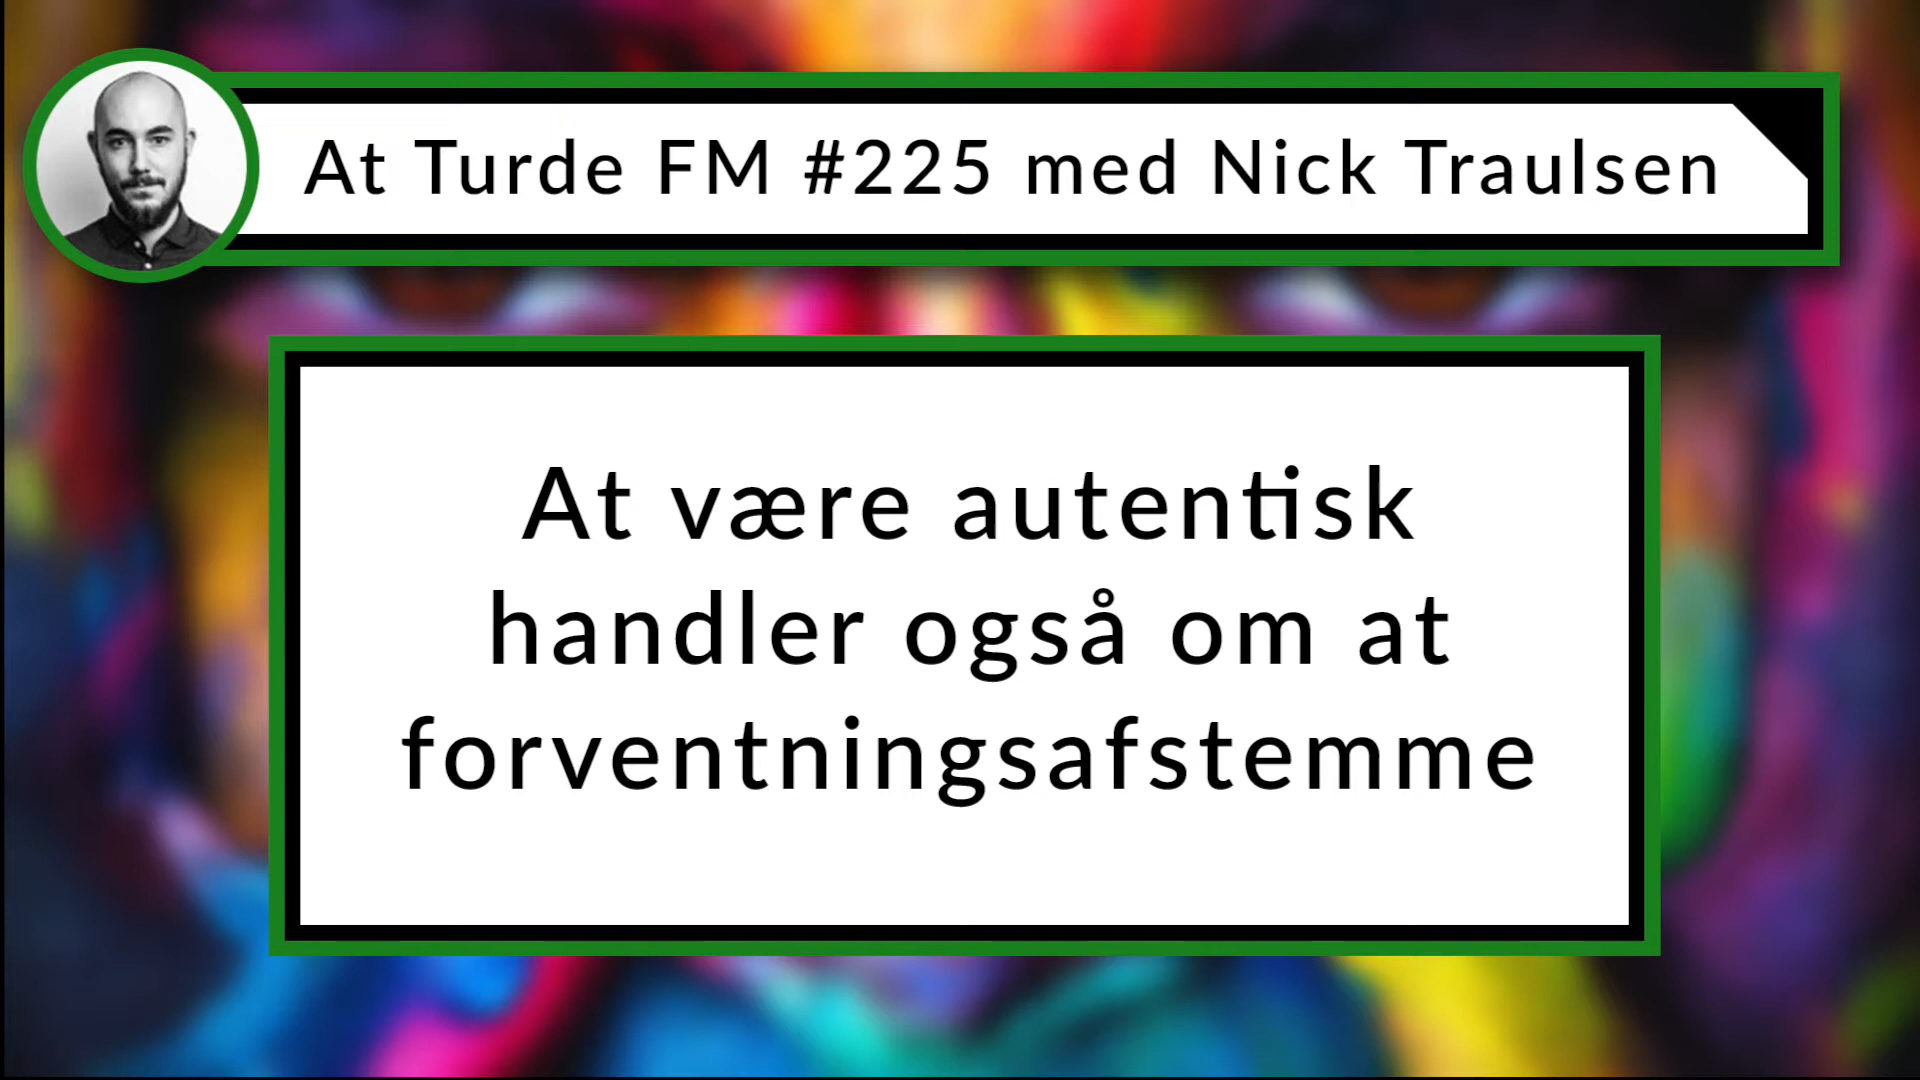 At Turde FM #225 med Nick Traulsen
At være autentisk
handler også om at
forventningsafstemme